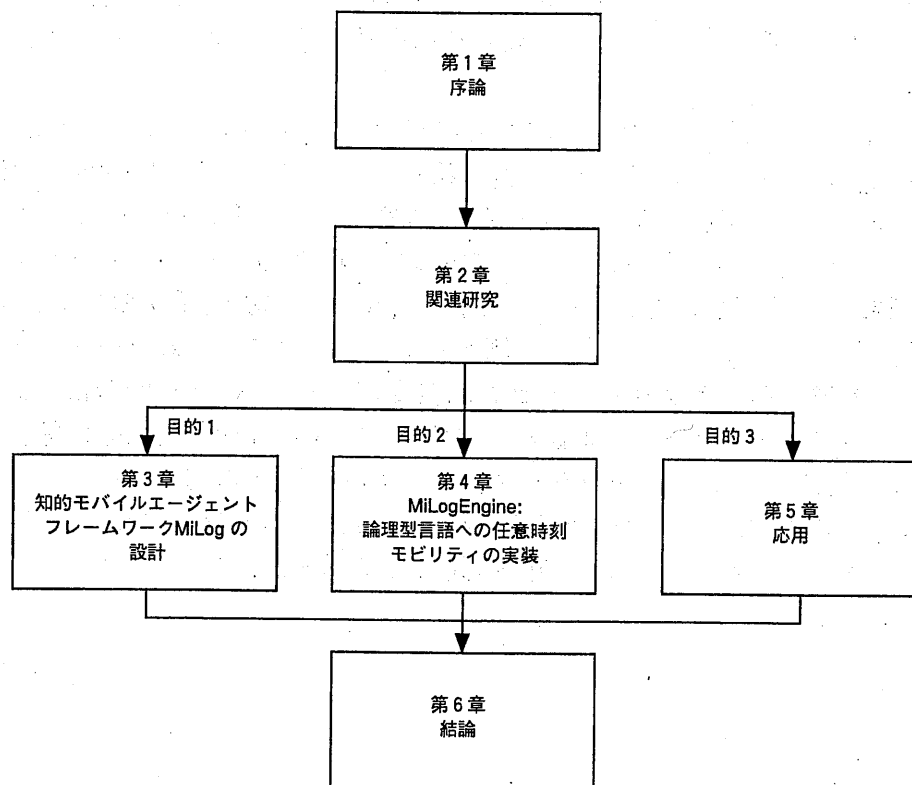 第1章
序論
第2章
関連研究
目的1
目的2
目的3
第3章
知的モバイルエージェント
フレームワークMiLog の
設計
第4章
MiLogEngine:
論理型言語への任意時刻
モビリティの実装
第5章
応用
第6章
結論